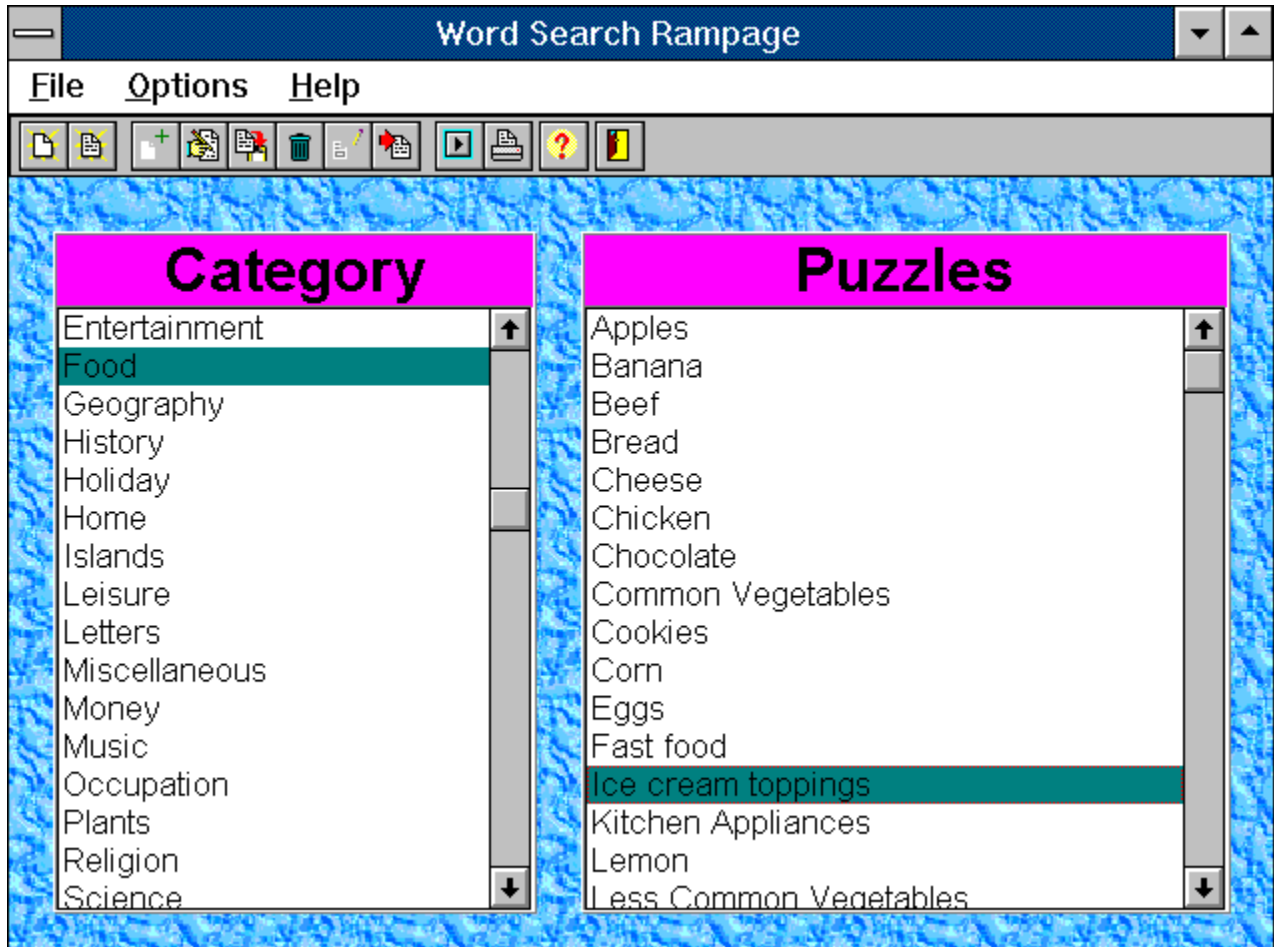 Word Search Rampage
File Options Help
?
Category
Entertainment
Food
Geography
History
Holiday
Home
Islands
Leisure
Letters
Miscellaneous
Money
Music
Occupation
Plants
Religion
Science
Puzzles
Apples
Banana
Beef
Bread
Cheese
Chicken
Chocolate
Common Vegetables
Cookies
Corn
Eggs
Fast food
Ice cream toppings
Kitchen Appliances
Lemon
Less Common Vegetables